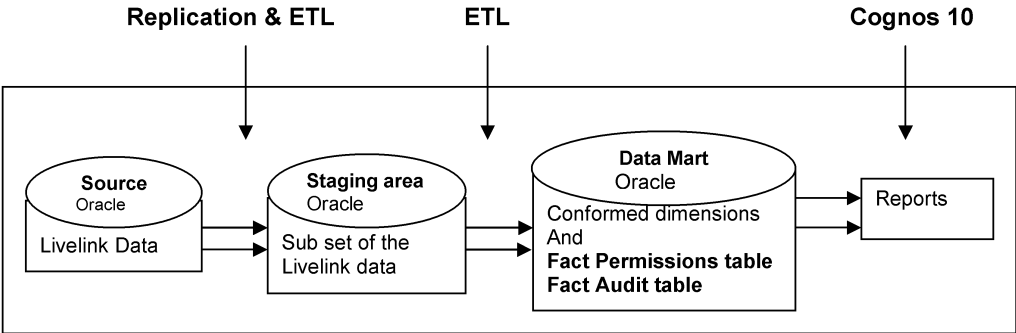 Replication & ETL
ETL
Cognos 10
Source
Oracle
Livelink Data
Staging area
Oracle
Sub set of the
Livelink data
Data Mart
Oracle
Conformed dimensions
And
Fact Permissions table
Fact Audit table
Reports